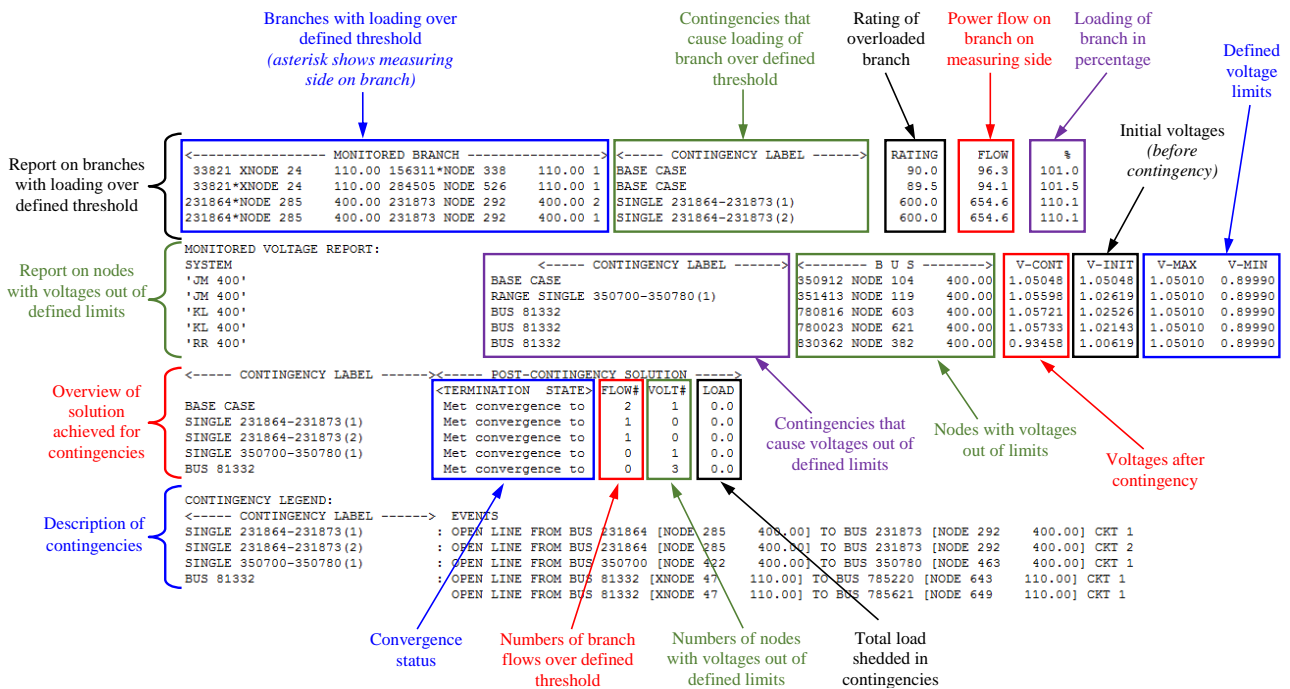 Branches with loading over
defined threshold
(asterisk shows measuring
side on branch)
Contingencies that
cause loading of
branch over defined
threshold
Rating of
overloaded
branch
Power flow on
branch on
measuring side
Loading of
branch in
percentage
Defined
voltage
limits
Initial voltages
(before
contingency)
Report on branches
with loading over
defined threshold
<----------------- MONITORED BRANCH -----------------> <----- CONTINGENCY LABEL ------> RATING FLOW %
33821 XNODE 24 110.00 156311*NODE 338 110.00 1 BASE CASE 90.0 96.3 101.0
33821*XNODE 24 110.00 284505 NODE 526 110.00 1 BASE CASE 89.5 94.1 101.5
231864*NODE 285 400.00 231873 NODE 292 400.00 2 SINGLE 231864-231873(1) 600.0 654.6 110.1
231864*NODE 285 400.00 231873 NODE 292 400.00 1 SINGLE 231864-231873(2) 600.0 654.6 110.1
Report on nodes
with voltages out of
defined limits
MONITORED VOLTAGE REPORT:
SYSTEM <----- CONTINGENCY LABEL ------> <-------- B U S --------> V-CONT V-INIT V-MAX V-MIN
'JM 400' BASE CASE 350912 NODE 104 400.00 1.05048 1.05048 1.05010 0.89990
'JM 400' RANGE SINGLE 350700-350780(1) 351413 NODE 119 400.00 1.05598 1.02619 1.05010 0.89990
'KL 400' BUS 81332 780816 NODE 603 400.00 1.05721 1.02526 1.05010 0.89990
'KL 400' BUS 81332 780023 NODE 621 400.00 1.05733 1.02143 1.05010 0.89990
'RR 400' BUS 81332 830362 NODE 382 400.00 0.93458 1.00619 1.05010 0.89990
Overview of
solution
achieved for
contingencies
<----- CONTINGENCY LABEL ------><----- POST-CONTINGENCY SOLUTION ----->
<TERMINATION STATE> FLOW# VOLT# LOAD
BASE CASE Met convergence to 2 1 0.0
SINGLE 231864-231873(1) Met convergence to 1 0 0.0
SINGLE 231864-231873(2) Met convergence to 1 0 0.0
SINGLE 350700-350780(1) Met convergence to 0 1 0.0
BUS 81332 Met convergence to 0 3 0.0
Contingencies that
cause voltages out of
defined limits
Nodes with voltages
out of limits
Voltages after
contingency
Description of
contingencies
CONTINGENCY LEGEND:
<----- CONTINGENCY LABEL ------> EVENTS
SINGLE 231864-231873(1) : OPEN LINE FROM BUS 231864 [NODE 285 400.00] TO BUS 231873 [NODE 292 400.00] CKT 1
SINGLE 231864-231873(2) : OPEN LINE FROM BUS 231864 [NODE 285 400.00] TO BUS 231873 [NODE 292 400.00] CKT 2
SINGLE 350700-350780(1) : OPEN LINE FROM BUS 350700 [NODE 422 400.00] TO BUS 350780 [NODE 463 400.00] CKT 1
BUS 81332 : OPEN LINE FROM BUS 81332 [XNODE 47 110.00] TO BUS 785220 [NODE 643 110.00] CKT 1
OPEN LINE FROM BUS 81332 [XNODE 47 110.00] TO BUS 785621 [NODE 649 110.00] CKT 1
Convergence
status
Numbers of branch
flows over defined
threshold
Numbers of nodes
with voltages out of
defined limits
Total load
shedded in
contingencies